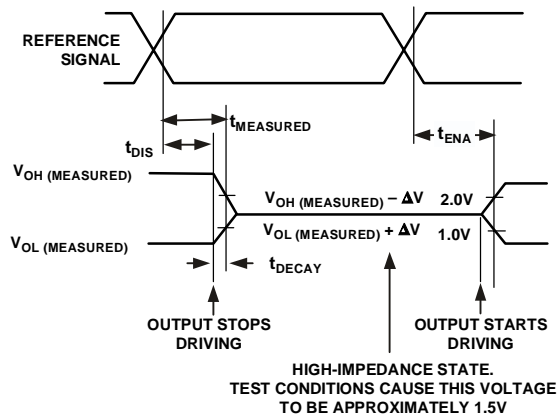 REFERENCE
SIGNAL
tMEASURED
tDIS
tENA
VOH (MEASURED)
VOH (MEASURED) – ΔV 2.0V
VOL (MEASURED) + ΔV 1.0V
VOL (MEASURED)
tDECAY
OUTPUT STOPS
DRIVING
OUTPUT STARTS
DRIVING
HIGH-IMPEDANCE STATE.
TEST CONDITIONS CAUSE THIS VOLTAGE
TO BE APPROXIMATELY 1.5V